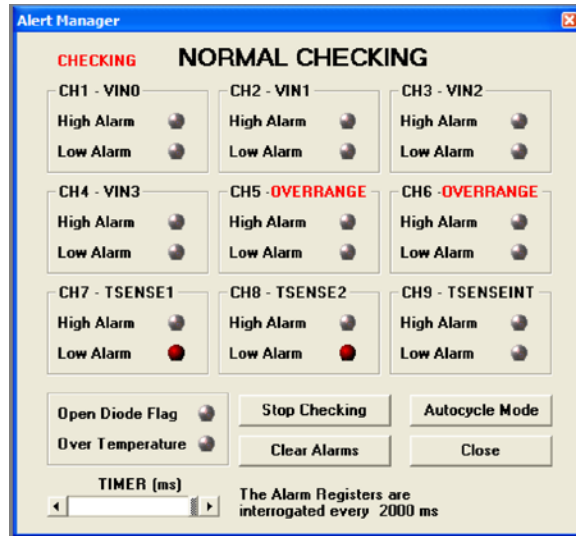 Alert Manager
CHECKING NORMAL CHECKING
CH1 - VIN0 CH2 - VIN1 CH3 - VIN2
High Alarm High Alarm High Alarm
Low Alarm Low Alarm Low Alarm
CH4 - VIN3 CH5 -OVERRANGE CH6 -OVERRANGE
High Alarm High Alarm High Alarm
Low Alarm Low Alarm Low Alarm
CH7 - TSENSE1 CH8 - TSENSE2 CH9 - TSENSEINT
High Alarm High Alarm High Alarm
Low Alarm Low Alarm Low Alarm
Open Diode Flag Stop Checking Autocycle Mode
Over Temperature Clear Alarms Close
TIMER (ms)
The Alarm Registers are
interrogated every 2000 ms